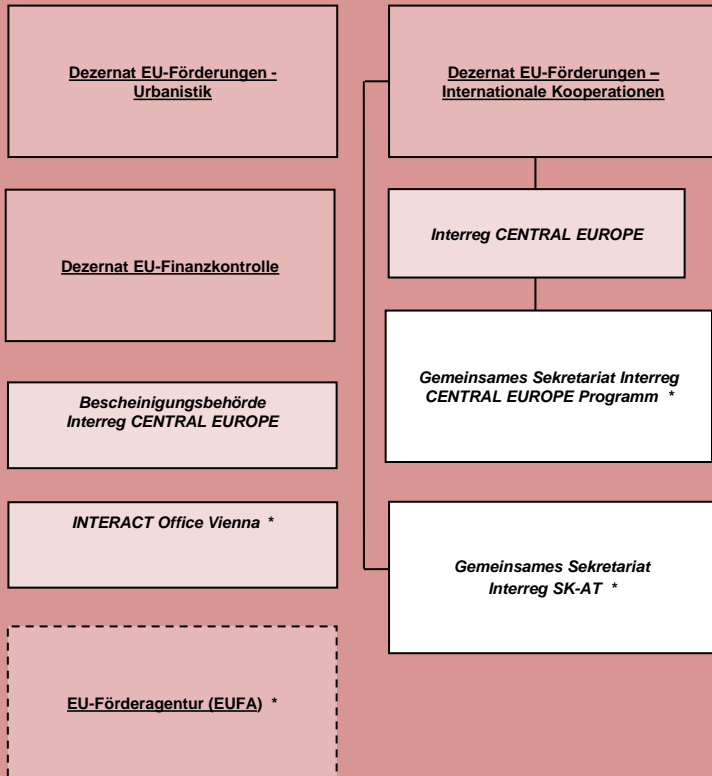 Dezernat EU-Förderungen -
Urbanistik
Dezernat EU-Förderungen –
Internationale Kooperationen
Interreg CENTRAL EUROPE
Dezernat EU-Finanzkontrolle
Gemeinsames Sekretariat Interreg
CENTRAL EUROPE Programm *
Bescheinigungsbehörde
Interreg CENTRAL EUROPE
INTERACT Office Vienna *
Gemeinsames Sekretariat
Interreg SK-AT *
EU-Förderagentur (EUFA) *